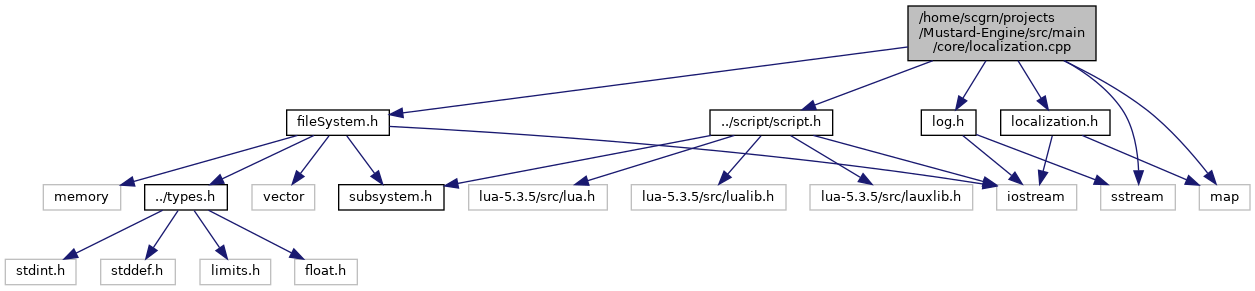 /home/scgrn/projects
/Mustard-Engine/src/main
/core/localization.cpp
fileSystem.h
../script/script.h
log.h
localization.h
memory
../types.h
vector
subsystem.h
lua-5.3.5/src/lua.h
lua-5.3.5/src/lualib.h
lua-5.3.5/src/lauxlib.h
iostream
sstream
map
stdint.h
stddef.h
limits.h
float.h